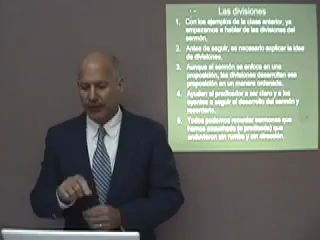 Las divisiones
1. Con los ejemplos de la clase anterior, ya
empezamos a hablar de las divisiones del
sermón.
2. Antes de seguir, es necesario explicar la idea
de divisiones.
3. Aunque el sermón se enfoca en una
proposición, las divisiones desarrollan esa
proposición en una manera ordenada.
4. Ayudan al predicador a ser claro y a los
oyentes a seguir el desarrollo del sermón y
recordarlo.
5. Todos podemos recordar sermones que
hemos escuchado (o predicado) que
anduvieron sin rumbo y sin dirección.